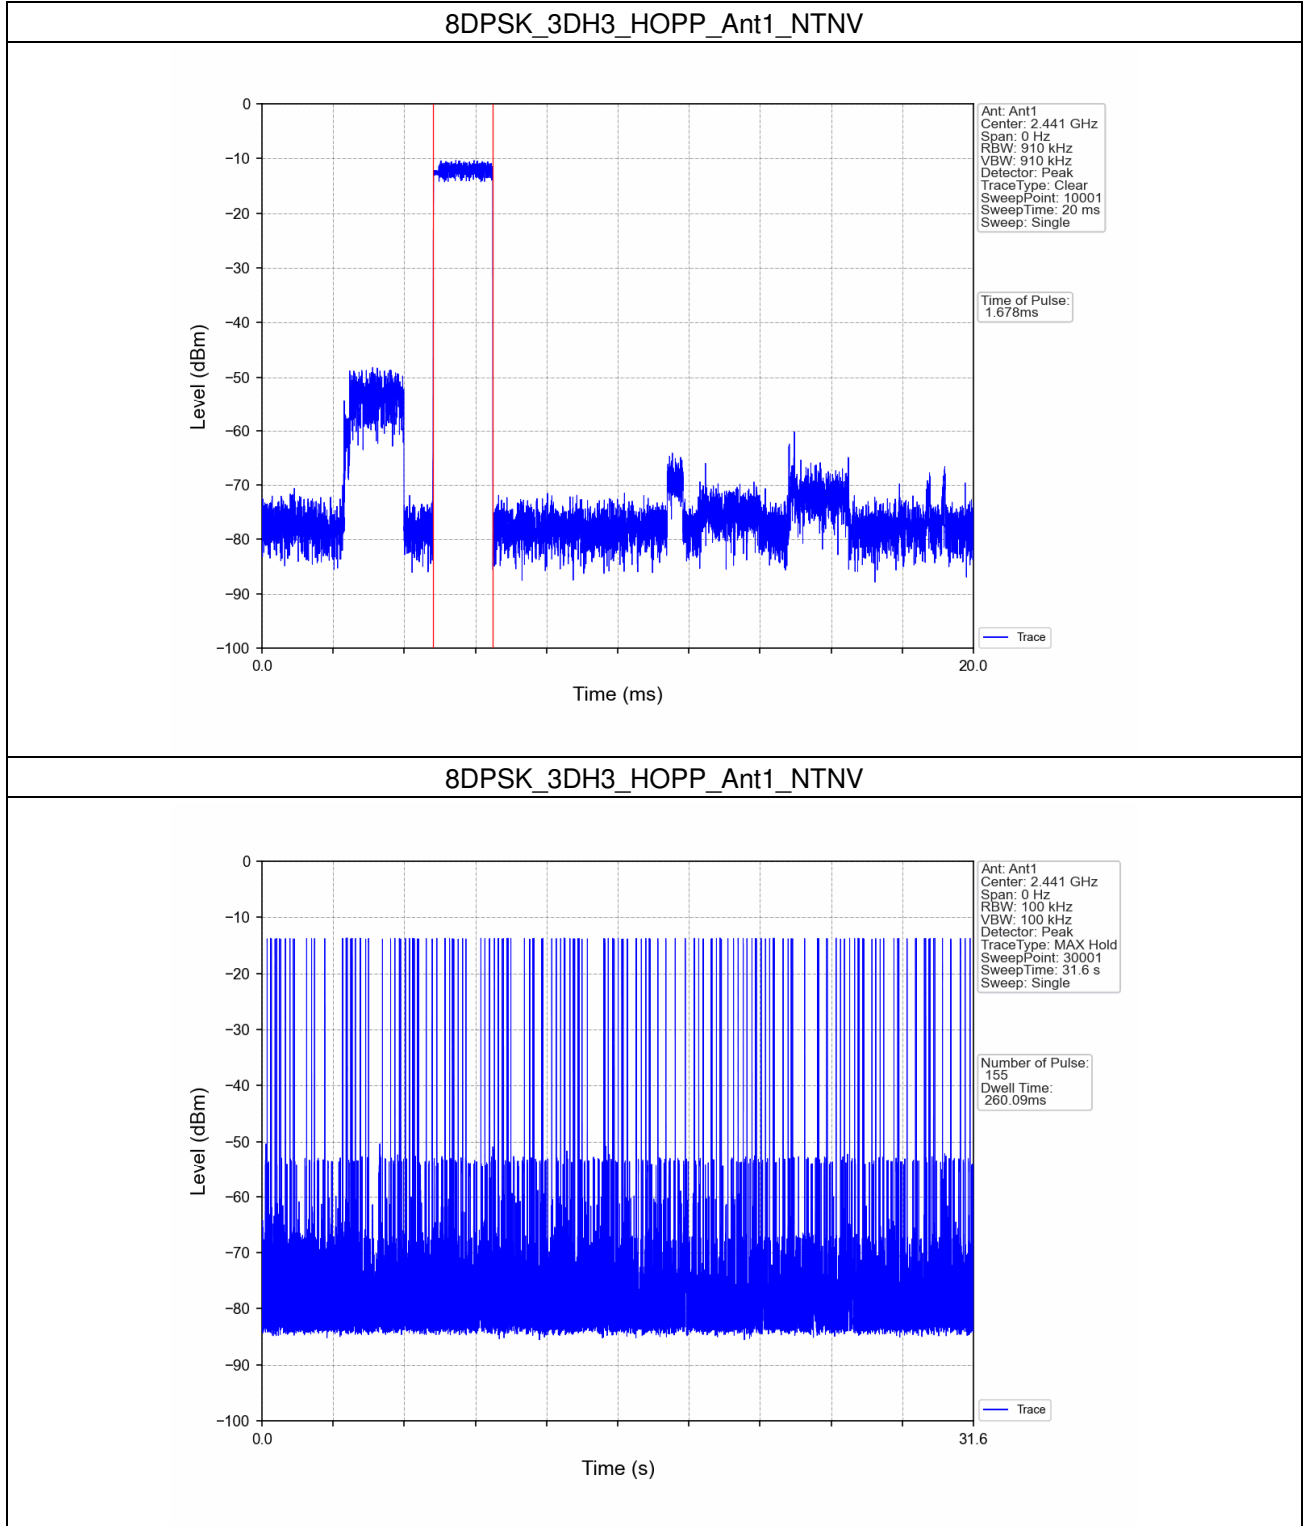 8DPSK_3DH3_HOPP_Ant1_NTNV
0
−10
−20
−30
−40
−50
−60
−70
−80
−90
−100
Level (dBm)
0.0
20.0
Time (ms)
Ant: Ant1
Center: 2.441 GHz
Span: 0 Hz
RBW: 910 kHz
VBW: 910 kHz
Detector: Peak
TraceType: Clear
SweepPoint: 10001
SweepTime: 20 ms
Sweep: Single
Time of Pulse:
1.678ms
Trace
8DPSK_3DH3_HOPP_Ant1_NTNV
0
−10
−20
−30
−40
−50
−60
−70
−80
−90
−100
Level (dBm)
0.0
31.6
Time (s)
Ant: Ant1
Center: 2.441 GHz
Span: 0 Hz
RBW: 100 kHz
VBW: 100 kHz
Detector: Peak
TraceType: MAX Hold
SweepPoint: 30001
SweepTime: 31.6 s
Sweep: Single
Number of Pulse:
155
Dwell Time:
260.09ms
Trace